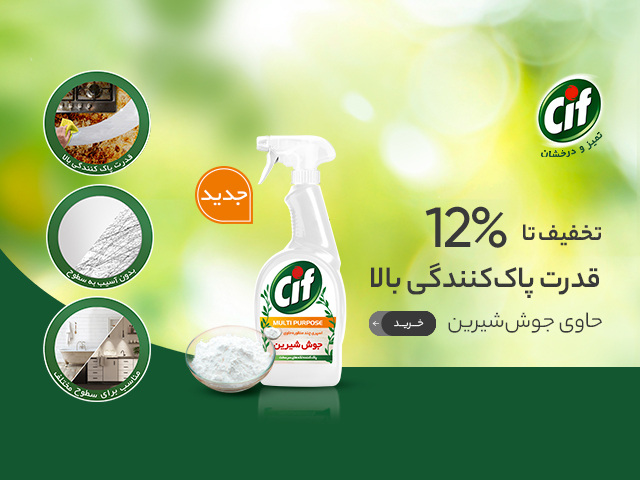 Cif
تمیز و درخشان
تخفیف تا 12%
قدرت پاک‌کنندگی بالا
حاوی جوش‌شیرین
خرید
جدید
قدرت پاک کنندگی بالا
بدون آسیب به سطوح
مناسب برای سطوح مختلف
Cif
MULTI PURPOSE
جوش شیرین